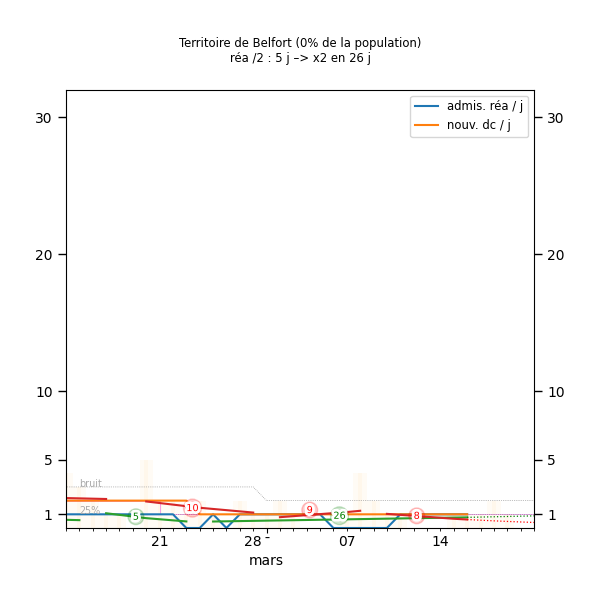 Territoire de Belfort (0% de la population)
réa /2 : 5 j –> x2 en 26 j
admis. réa / j
nouv. dc / j
30 30
20 20
10 10
5 5
bruit
25%
5 10 9 26 8
1 1
21 28 07 14
mars